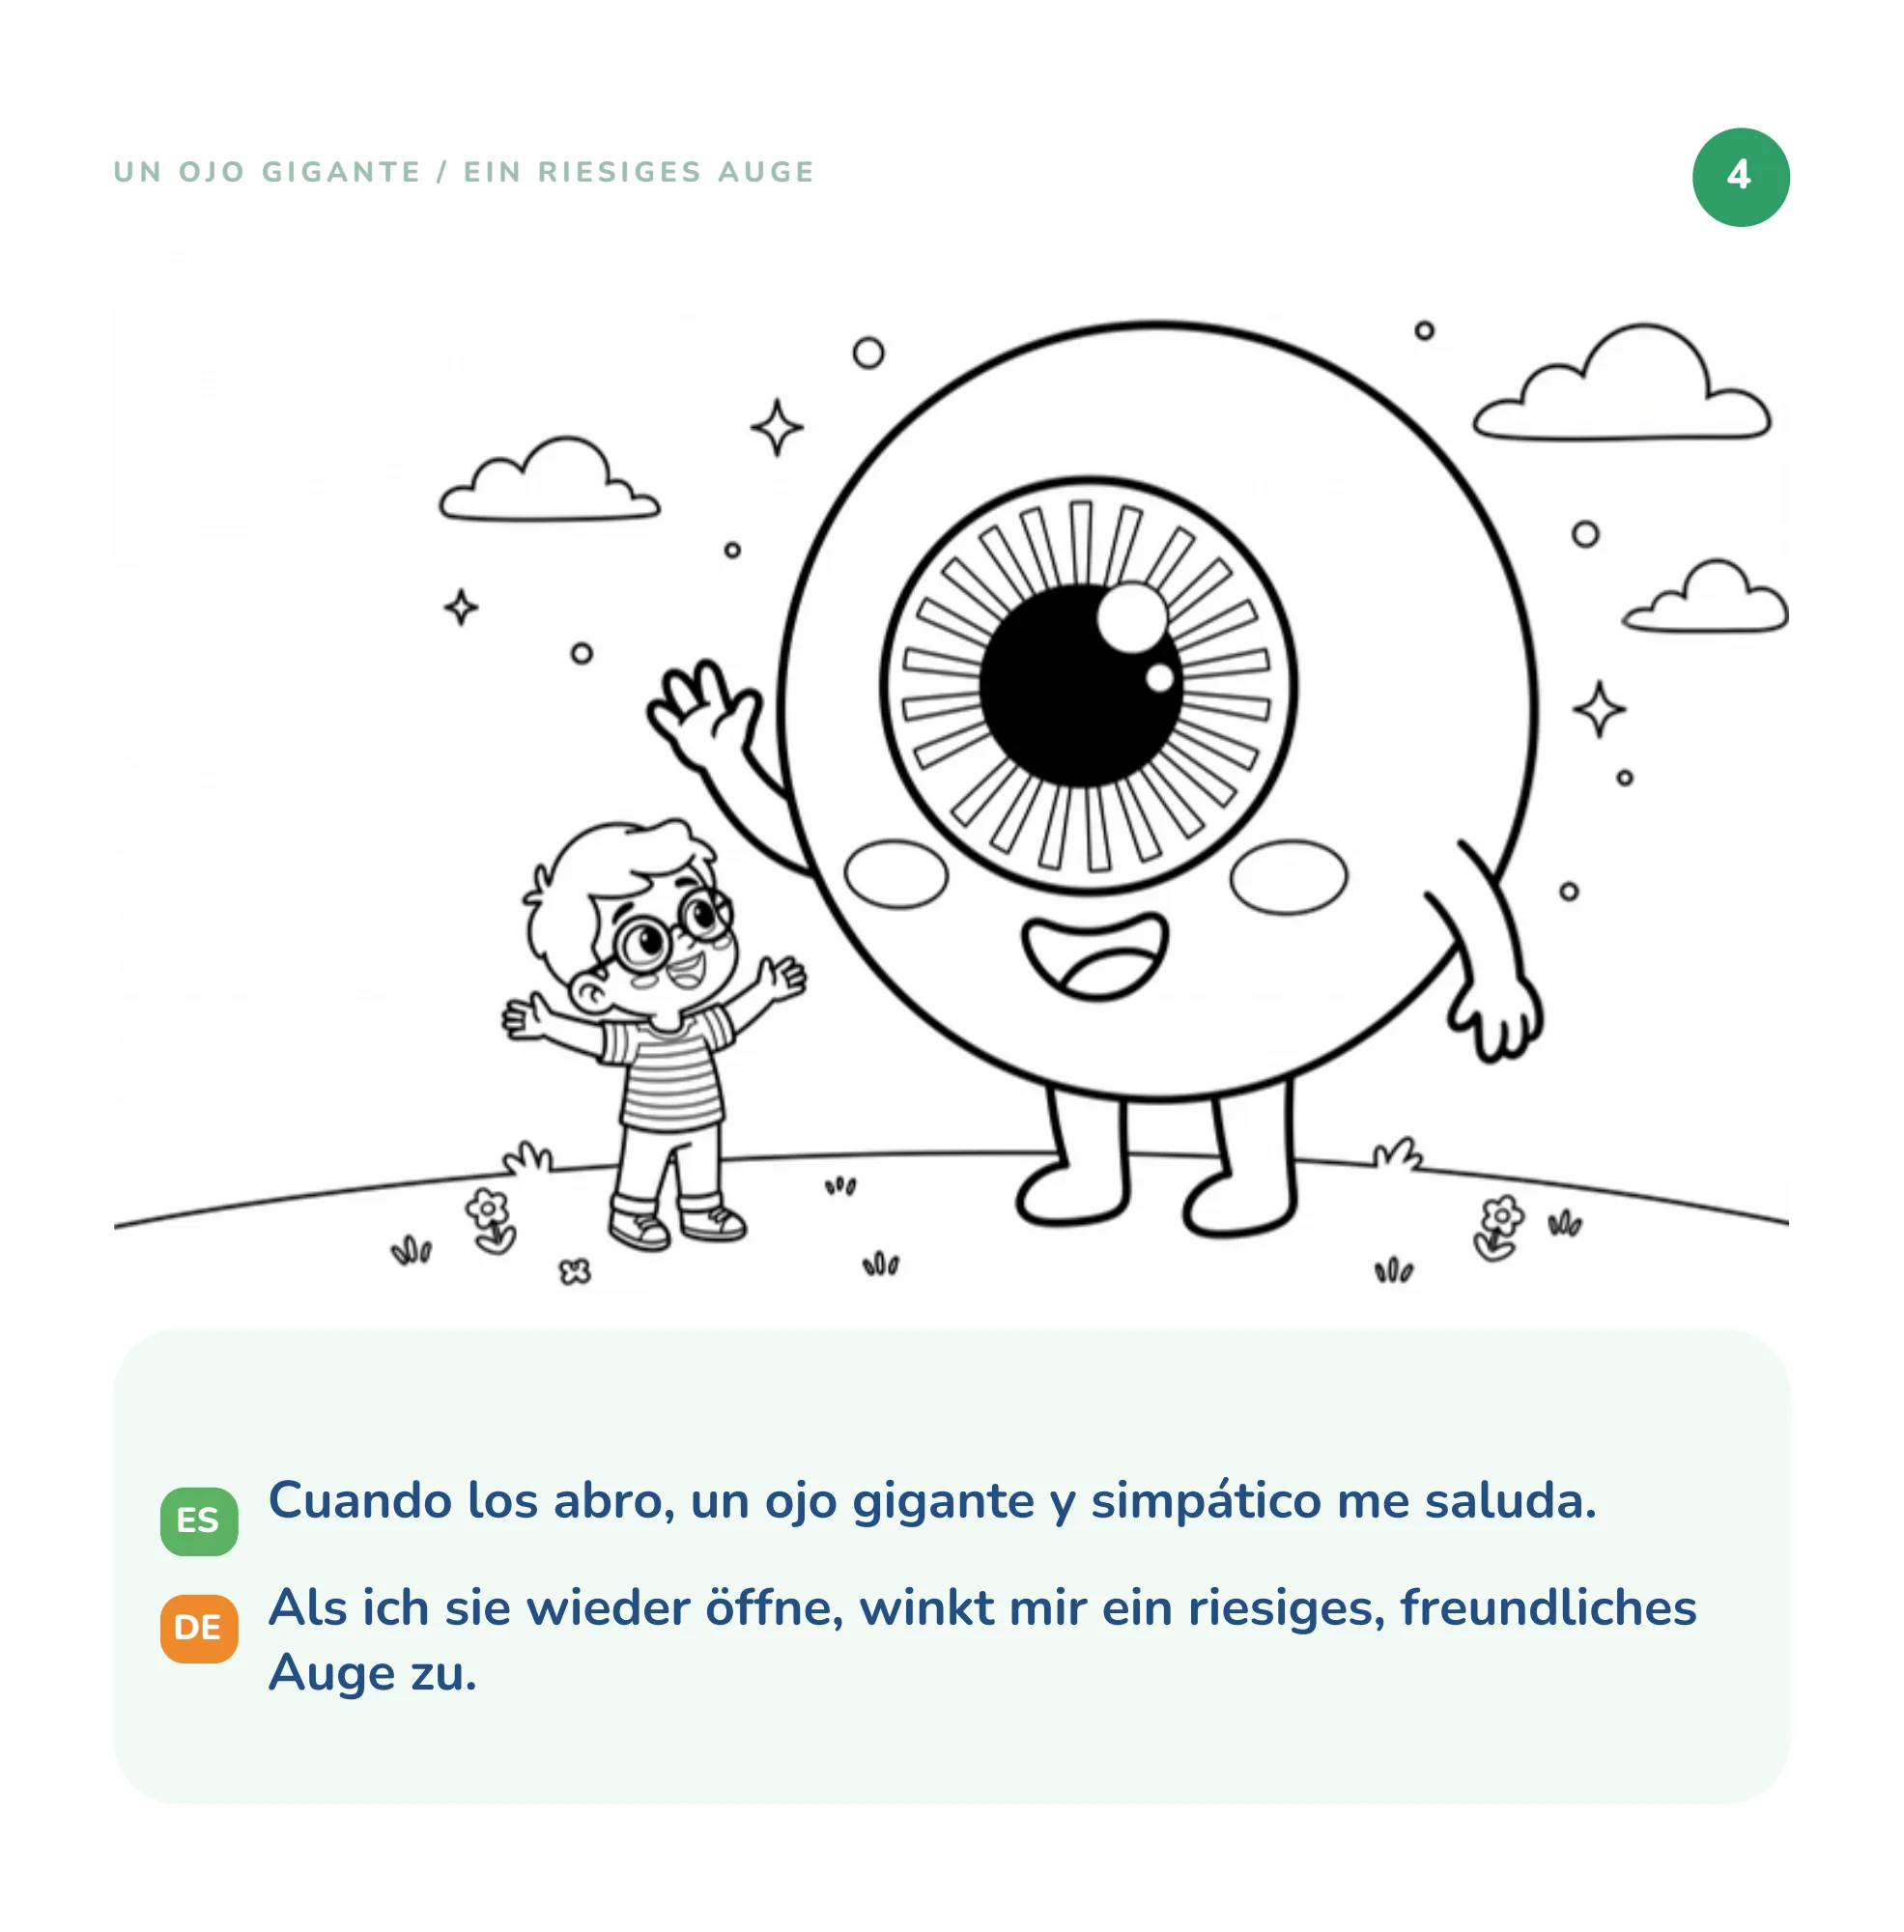 UN OJO GIGANTE / EIN RIESIGES AUGE
4
ES
Cuando los abro, un ojo gigante y simpático me saluda.
DE
Als ich sie wieder öffne, winkt mir ein riesiges, freundliches
Auge zu.